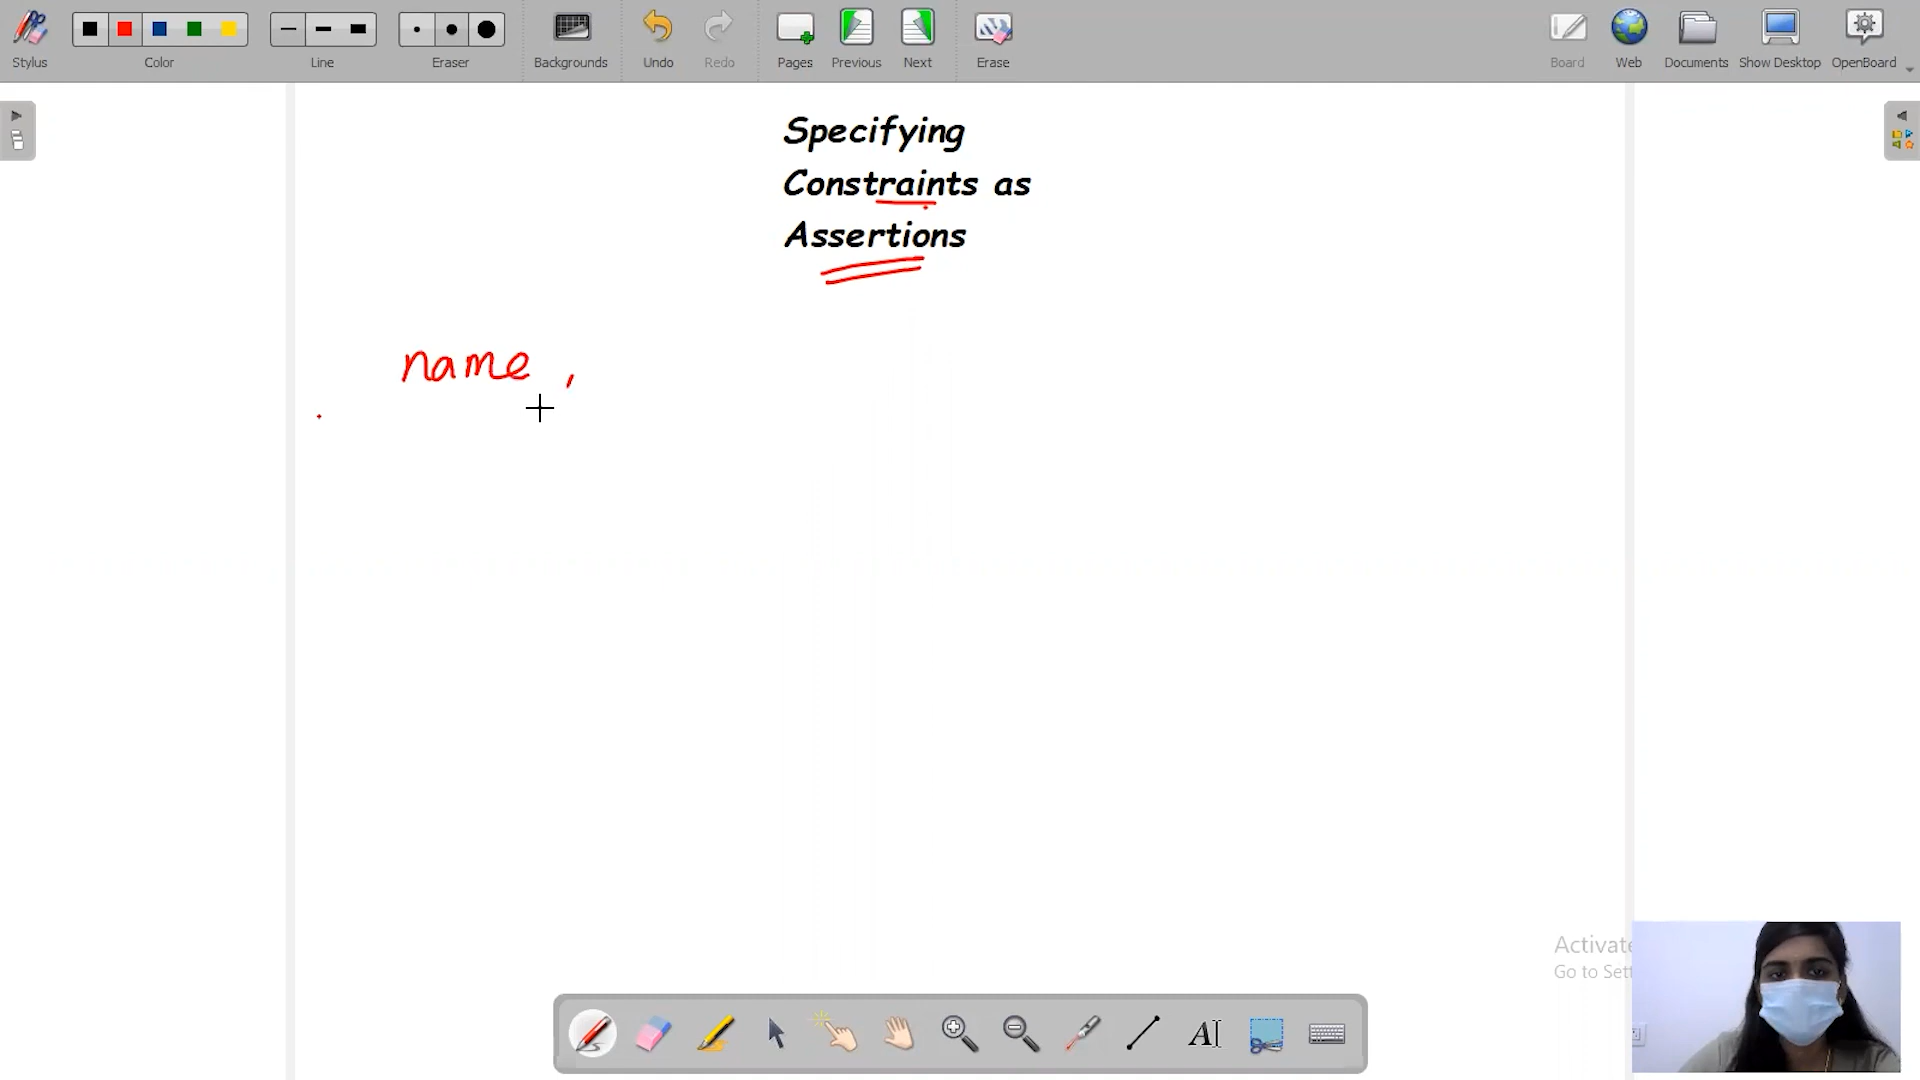 Stylus
Color
Line
Eraser
Backgrounds
Undo
Redo
Pages
Previous
Next
Erase
Board
Web
Documents
Show Desktop
OpenBoard
Specifying
Constraints as
Assertions
name ,
Activate
Go to Sett
AI